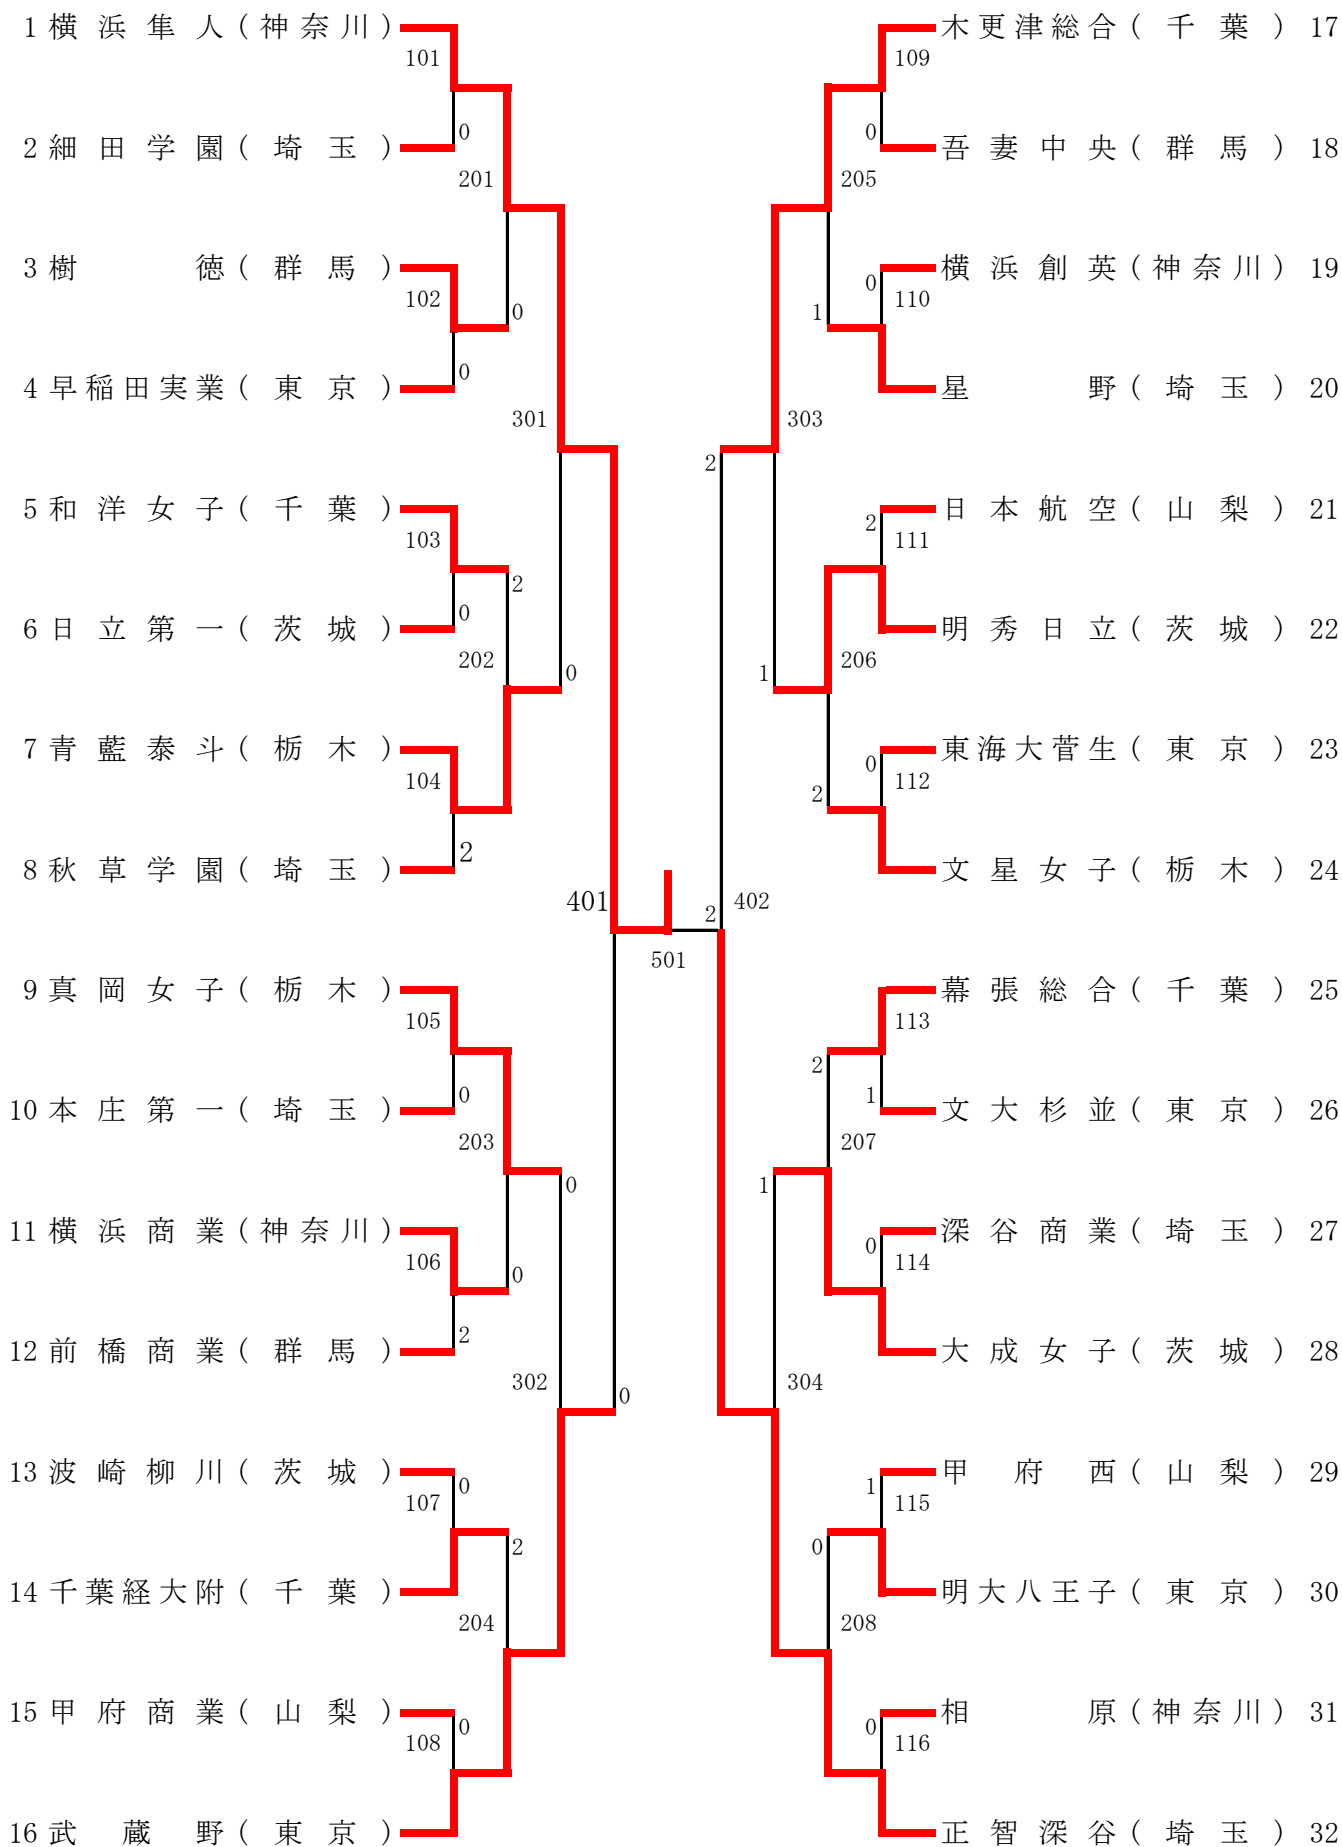 1 横浜隼人(神奈川)
101
0
2 細田学園(埼玉)
201
3 樹徳(群馬)
102
0
0
4 早稲田実業(東京)
301
5 和洋女子(千葉)
103
2
0
6 日立第一(茨城)
202
0
7 青藍泰斗(栃木)
104
2
8 秋草学園(埼玉)
401
9 真岡女子(栃木)
105
0
10 本庄第一(埼玉)
203
0
11 横浜商業(神奈川)
106
0
2
12 前橋商業(群馬)
302
0
13 波崎柳川(茨城)
0
107
2
14 千葉経大附(千葉)
204
15 甲府商業(山梨)
0
108
16 武蔵野(東京)
501
2
木更津総合(千葉) 17
109
0
吾妻中央(群馬) 18
205
横浜創英(神奈川) 19
0
110
1
星野(埼玉) 20
303
2
日本航空(山梨) 21
2
111
明秀日立(茨城) 22
206
1
東海大菅生(東京) 23
0
112
2
文星女子(栃木) 24
402
幕張総合(千葉) 25
113
2
1
文大杉並(東京) 26
207
1
深谷商業(埼玉) 27
0
114
大成女子(茨城) 28
304
甲府西(山梨) 29
1
115
0
明大八王子(東京) 30
208
相原(神奈川) 31
0
116
正智深谷(埼玉) 32